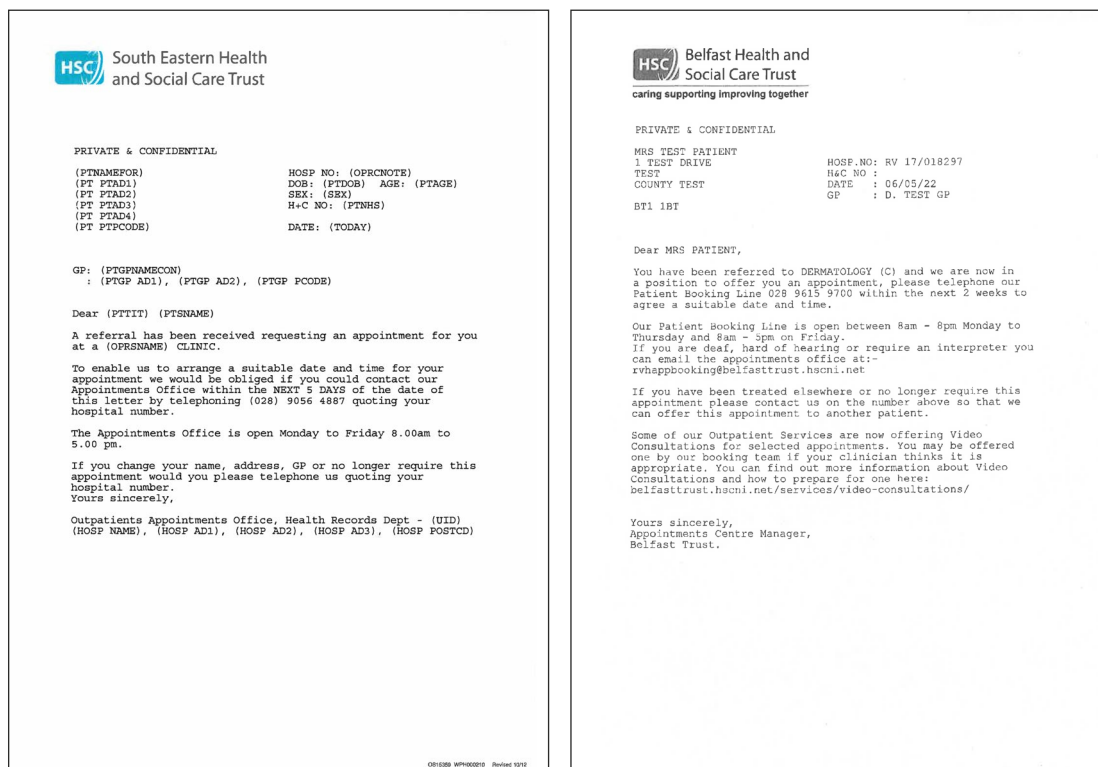 HSC South Eastern Health
and Social Care Trust
PRIVATE & CONFIDENTIAL
(PTNAMEFOR) HOSP NO: (OPRCNOTE)
(PT PTAD1) DOB: (PTDOB) AGE: (PTAGE)
(PT PTAD2) SEX: (SEX)
(PT PTAD3) H+C NO: (PTNHS)
(PT PTAD4)
(PT PTPCODE) DATE: (TODAY)
GP: (PTGPNAMECON)
: (PTGP AD1), (PTGP AD2), (PTGP PCODE)
Dear (PTTIT) (PTSNAME)
A referral has been received requesting an appointment for you
at a (OPRSNAME) CLINIC.
To enable us to arrange a suitable date and time for your
appointment we would be obliged if you could contact our
Appointments Office within the NEXT 5 DAYS of the date of
this letter by telephoning (028) 9056 4887 quoting your
hospital number.
The Appointments Office is open Monday to Friday 8.00am to
5.00 pm.
If you change your name, address, GP or no longer require this
appointment would you please telephone us quoting your
hospital number.
Yours sincerely,
Outpatients Appointments Office, Health Records Dept - (UID)
(HOSP NAME), (HOSP AD1), (HOSP AD2), (HOSP AD3), (HOSP POSTCD)
OB15359 WPH000210 Revised 10/12
HSC Belfast Health and
Social Care Trust
caring supporting improving together
PRIVATE & CONFIDENTIAL
MRS TEST PATIENT
1 TEST DRIVE HOSP.NO: RV 17/018297
TEST H&C NO :
COUNTY TEST DATE : 06/05/22
GP : D. TEST GP
BT1 1BT
Dear MRS PATIENT,
You have been referred to DERMATOLOGY (C) and we are now in
a position to offer you an appointment, please telephone our
Patient Booking Line 028 9615 9700 within the next 2 weeks to
agree a suitable date and time.
Our Patient Booking Line is open between 8am - 8pm Monday to
Thursday and 8am - 5pm on Friday.
If you are deaf, hard of hearing or require an interpreter you
can email the appointments office at:-
rvhappbooking@belfasttrust.hscni.net
If you have been treated elsewhere or no longer require this
appointment please contact us on the number above so that we
can offer this appointment to another patient.
Some of our Outpatient Services are now offering Video
Consultations for selected appointments. You may be offered
one by our booking team if your clinician thinks it is
appropriate. You can find out more information about Video
Consultations and how to prepare for one here:
belfasttrust.hscni.net/services/video-consultations/
Yours sincerely,
Appointments Centre Manager,
Belfast Trust.